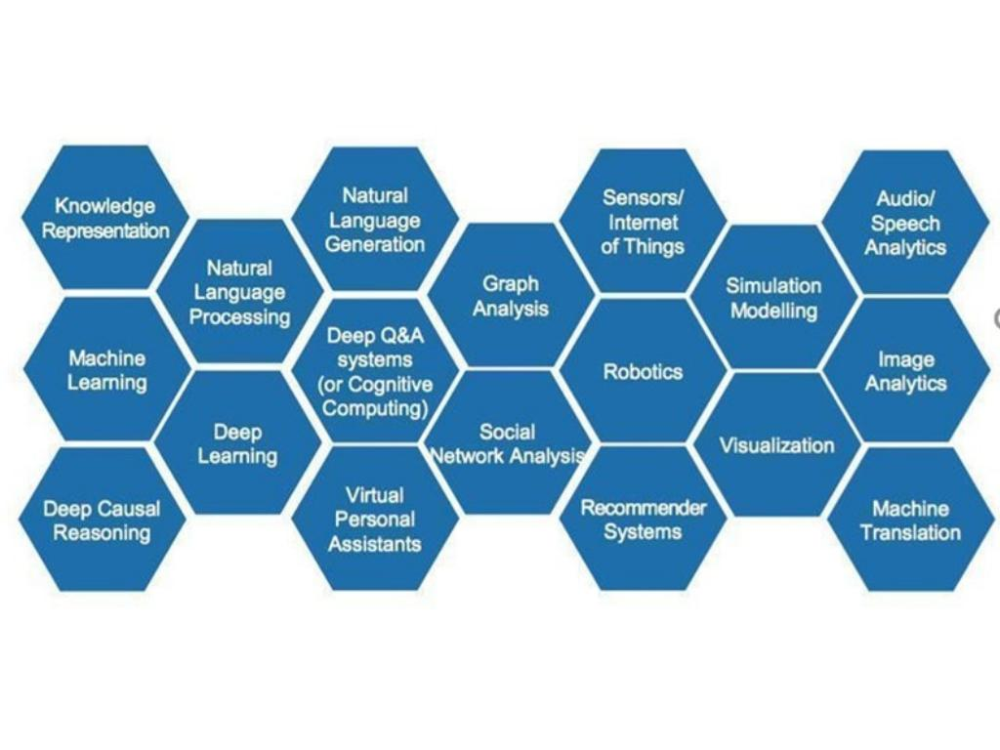 Knowledge
Representation
Machine
Learning
Deep Causal
Reasoning
Natural
Language
Processing
Deep
Learning
Natural
Language
Generation
Deep Q&A
systems
(or Cognitive
Computing)
Virtual
Personal
Assistants
Graph
Analysis
Social
Network Analysis
Sensors/
Internet
of Things
Robotics
Recommender
Systems
Simulation
Modelling
Visualization
Audio/
Speech
Analytics
Image
Analytics
Machine
Translation